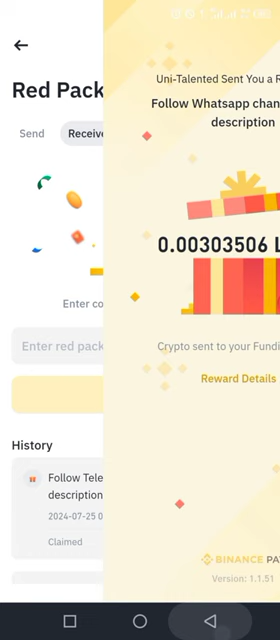 Red Pack
Send
Receive
Enter co
Enter red pack
History
Follow Tele
description
2024-07-25 0
Claimed
Uni-Talented Sent You a R
Follow Whatsapp chan
description
0.00303506 L
Crypto sent to your Fundi
Reward Details
BINANCE PA
Version: 1.1.51